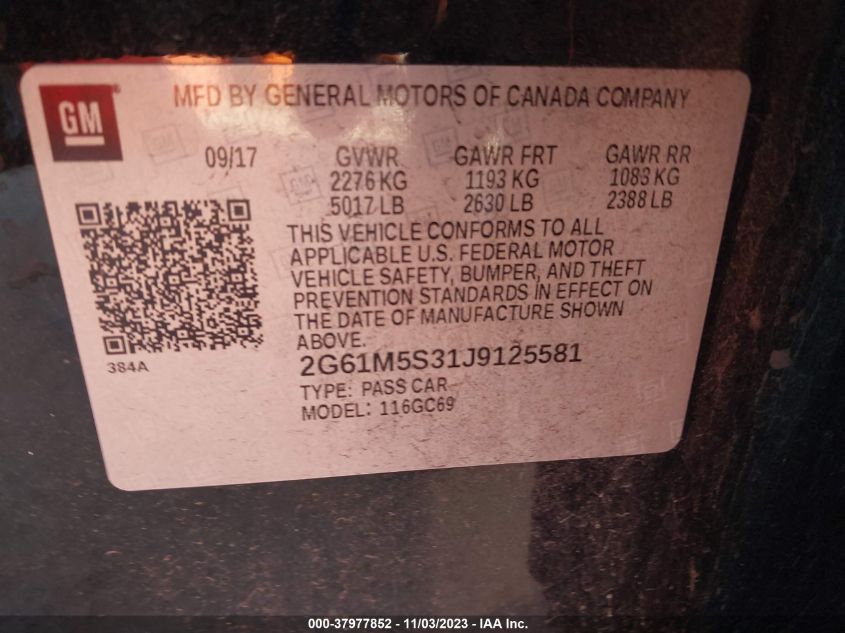 GM
MFD BY GENERAL MOTORS OF CANADA COMPANY
09/17 GVWR GAWR FRT GAWR RR
2276 KG 1193 KG 1083 KG
5017 LB 2630 LB 2388 LB
THIS VEHICLE CONFORMS TO ALL
APPLICABLE U.S. FEDERAL MOTOR
VEHICLE SAFETY, BUMPER, AND THEFT
PREVENTION STANDARDS IN EFFECT ON
THE DATE OF MANUFACTURE SHOWN
ABOVE.
384A
2G61M5S31J9125581
TYPE: PASS CAR
MODEL: 116GC69
000-37977852 - 11/03/2023 - IAA Inc.